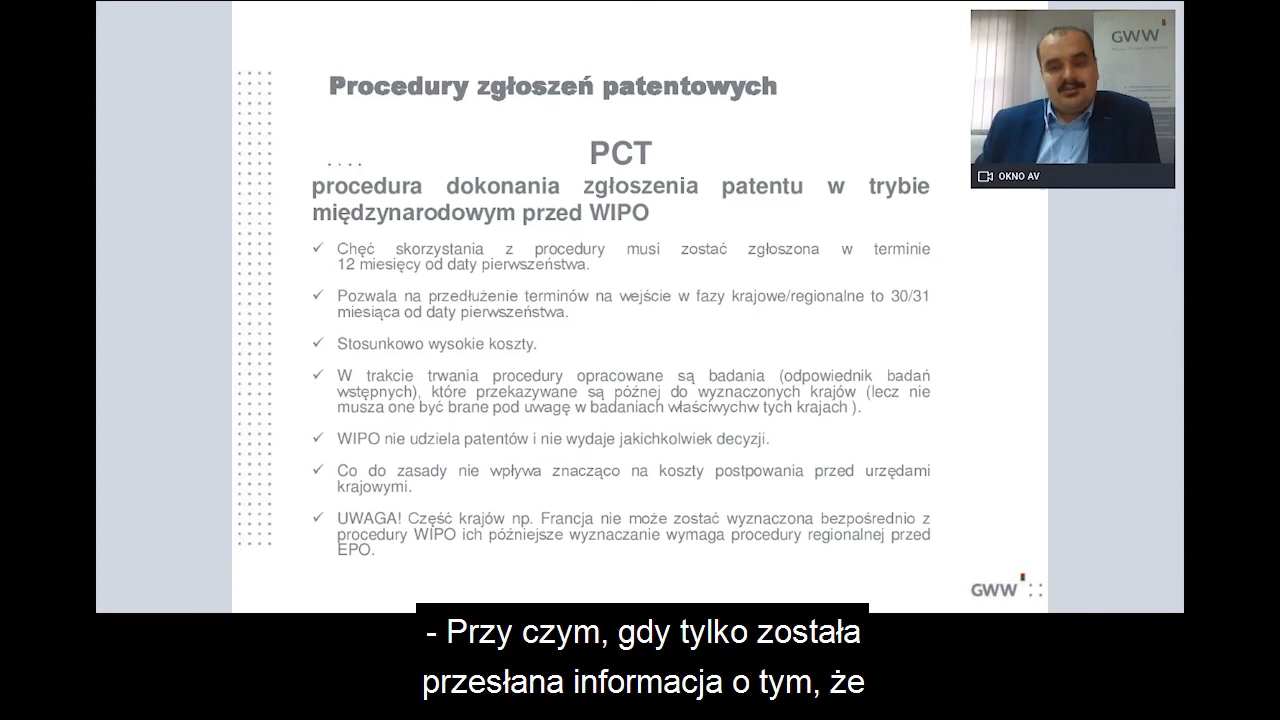 Procedury zgłoszeń patentowych
GWW
OKNO AV
. . . .
PCT
procedura dokonania zgłoszenia patentu w trybie
międzynarodowym przed WIPO
✓ Chęć skorzystania z procedury musi zostać zgłoszona w terminie
12 miesięcy od daty pierwszeństwa.
✓ Pozwala na przedłużenie terminów na wejście w fazy krajowe/regionalne to 30/31
miesiąca od daty pierwszeństwa.
✓ Stosunkowo wysokie koszty.
✓ W trakcie trwania procedury opracowane są badania (odpowiednik badań
wstępnych), które przekazywane są późnej do wyznaczonych krajów (lecz nie
musza one być brane pod uwagę w badaniach właściwychw tych krajach ).
✓ WIPO nie udziela patentów i nie wydaje jakichkolwiek decyzji.
✓ Co do zasady nie wpływa znacząco na koszty postpowania przed urzędami
krajowymi.
✓ UWAGA! Część krajów np. Francja nie może zostać wyznaczona bezpośrednio z
procedury WIPO ich późniejsze wyznaczanie wymaga procedury regionalnej przed
EPO.
GWW
- Przy czym, gdy tylko została
przesłana informacja o tym, że